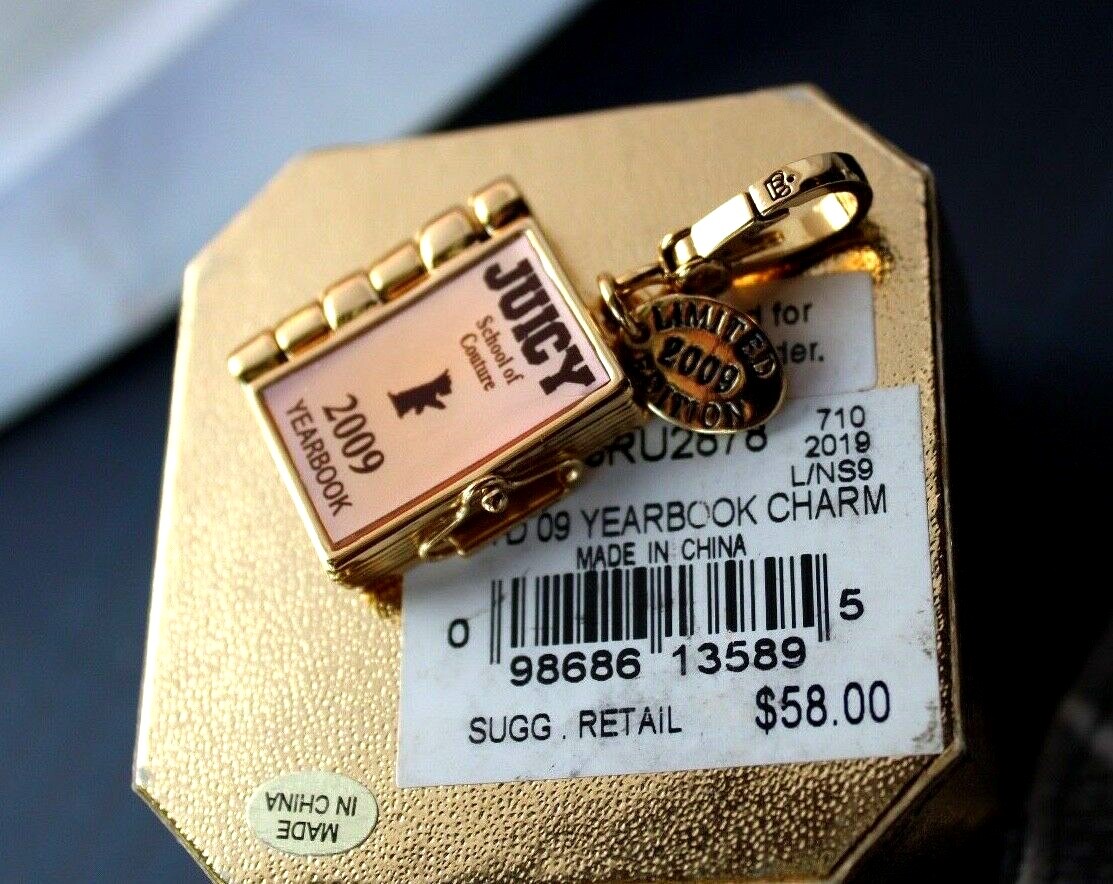 JUICY
School of
Couture
2009
YEARBOOK
LIMITED
2009
EDITION
for
RU2878
710
2019
L/NS9
09 YEARBOOK CHARM
MADE IN CHINA
0 98686 13589 5
SUGG . RETAIL $58.00
MADE
IN CHINA